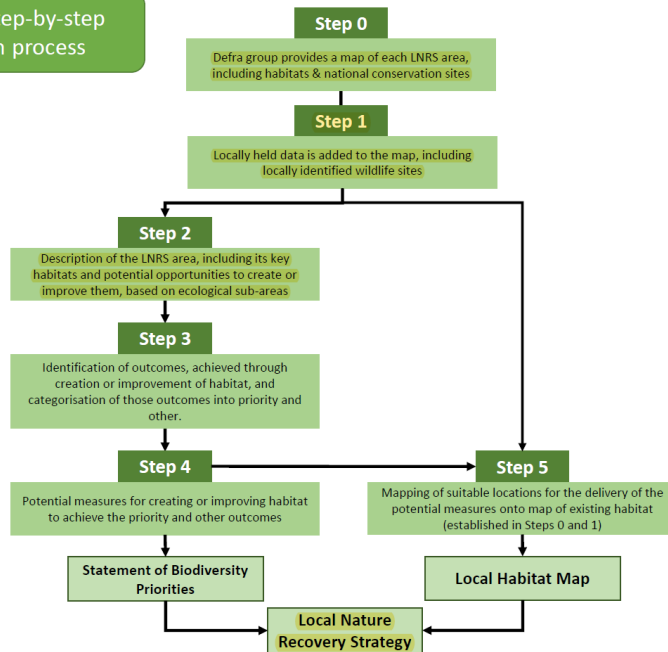 ep-by-step
process
Step 0
Defra group provides a map of each LNRS area,
including habitats & national conservation sites
Step 1
Locally held data is added to the map, including
locally identified wildlife sites
Step 2
Description of the LNRS area, including its key
habitats and potential opportunities to create or
improve them, based on ecological sub-areas
Step 3
Identification of outcomes, achieved through
creation or improvement of habitat, and
categorisation of those outcomes into priority and
other.
Step 4
Potential measures for creating or improving habitat
to achieve the priority and other outcomes
Step 5
Mapping of suitable locations for the delivery of the
potential measures onto map of existing habitat
(established in Steps 0 and 1)
Statement of Biodiversity
Priorities
Local Habitat Map
Local Nature
Recovery Strategy